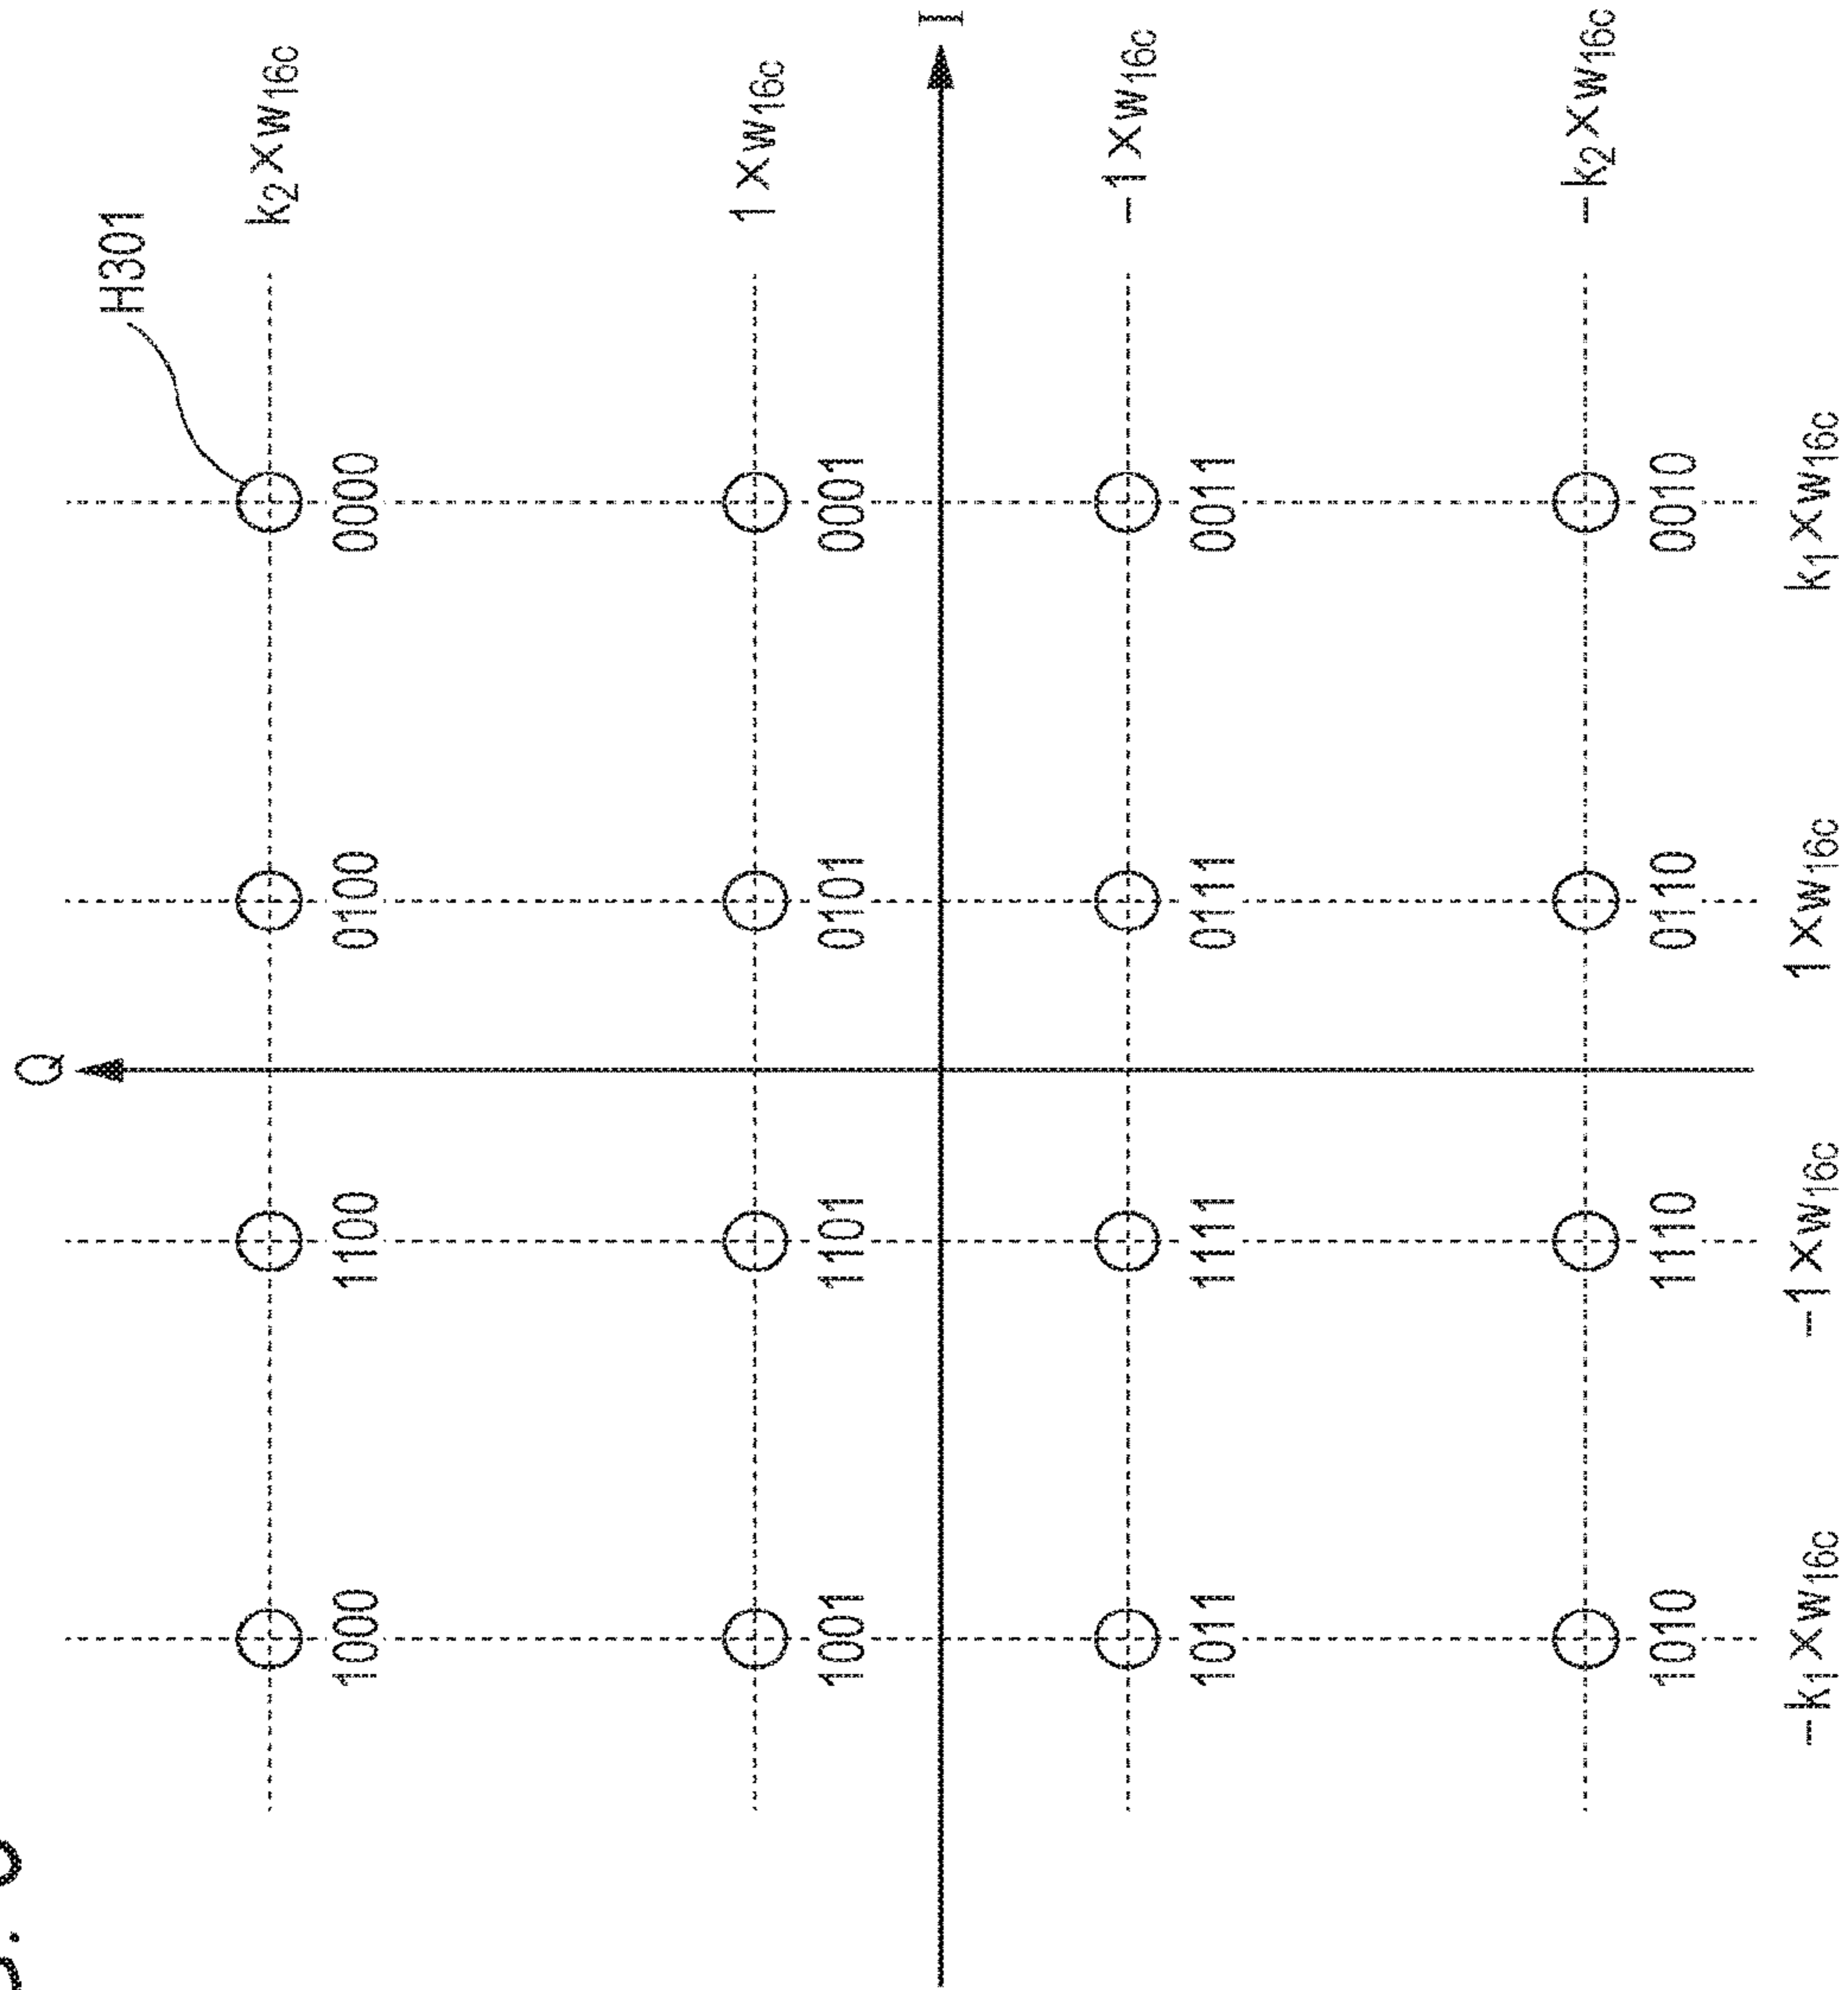 Q
H301
k₂×w₁₆c
1000 1100 0100 0000
1×w₁₆c
1001 1101 0101 0001
I
−1×w₁₆c
1011 1111 0111 0011
−k₂×w₁₆c
1010 1110 0110 0010
−k₁×w₁₆c −1×w₁₆c 1×w₁₆c k₁×w₁₆c